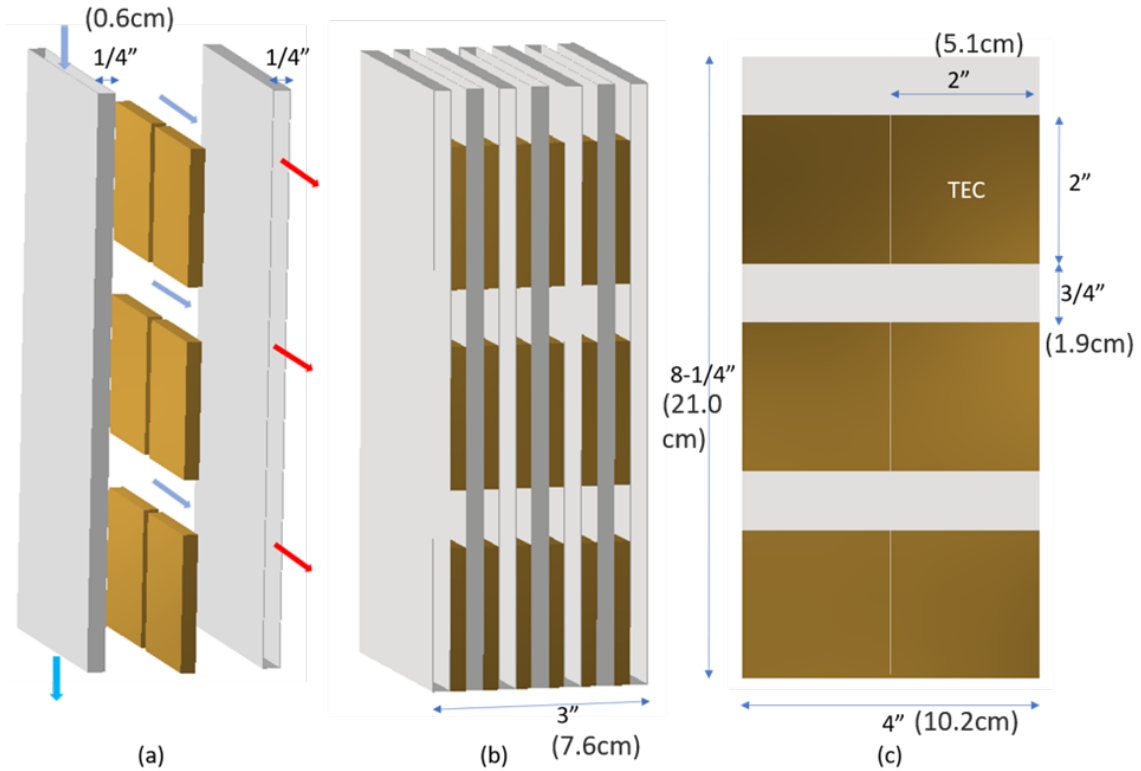 (0.6cm)
1/4”
1/4”
(a)
3”
(7.6cm)
(b)
(5.1cm)
2”
TEC
2”
3/4”
(1.9cm)
8-1/4”
(21.0
cm)
4” (10.2cm)
(c)